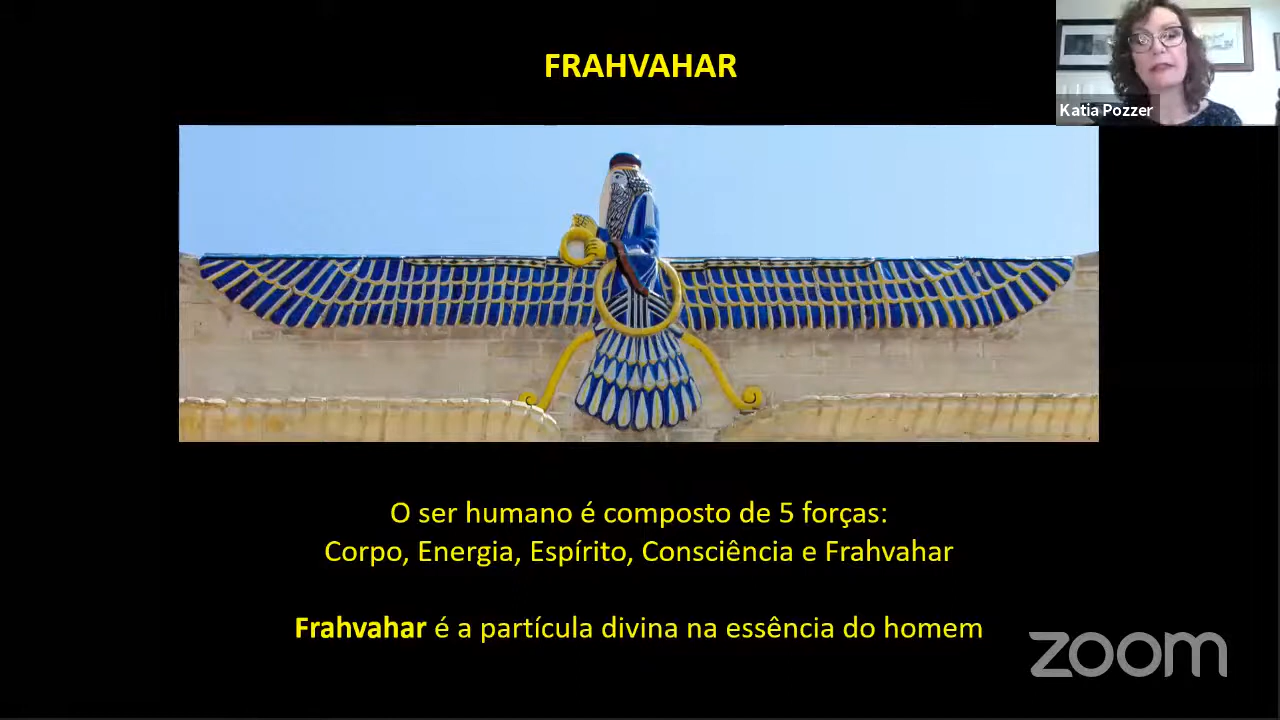 FRAHVAHAR
Katia Pozzer
O ser humano é composto de 5 forças:
Corpo, Energia, Espírito, Consciência e Frahvahar
Frahvahar é a partícula divina na essência do homem
zoom